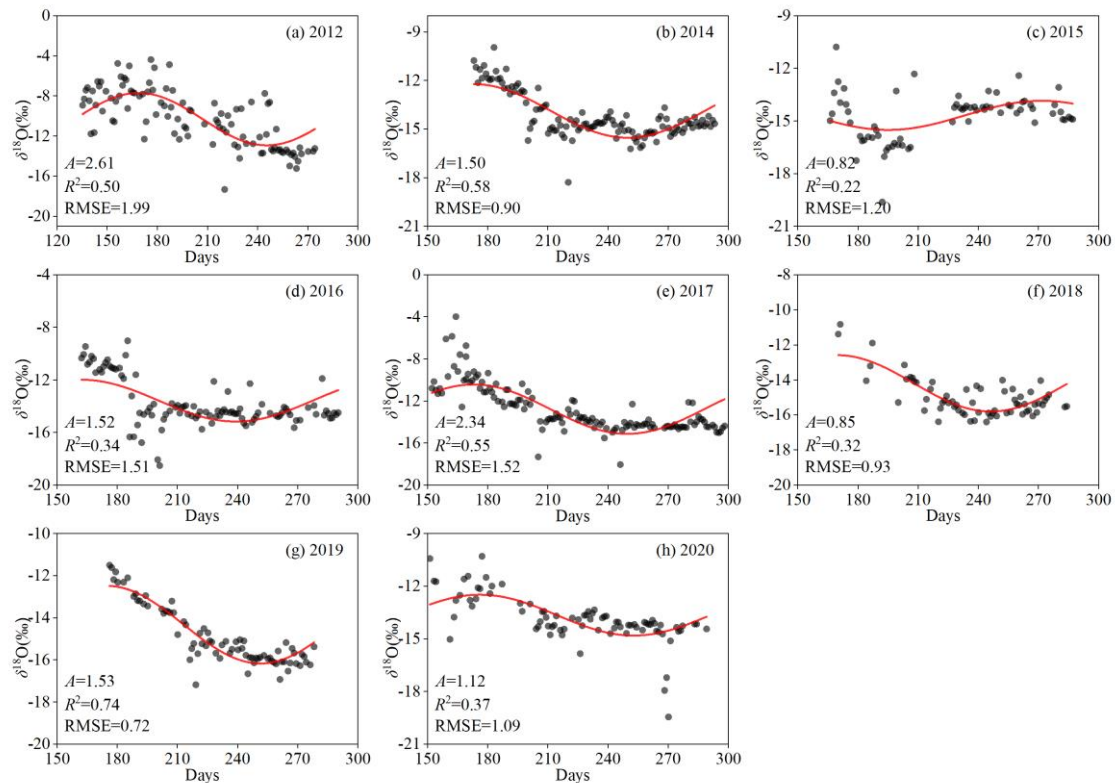 (a) 2012
δ¹⁸O(‰)
0
-4
-8
-12
-16
-20
A=2.61
R²=0.50
RMSE=1.99
120 150 180 210 240 270 300
Days
(b) 2014
δ¹⁸O(‰)
-9
-12
-15
-18
-21
A=1.50
R²=0.58
RMSE=0.90
150 180 210 240 270 300
Days
(c) 2015
δ¹⁸O(‰)
-9
-12
-15
-18
-21
A=0.82
R²=0.22
RMSE=1.20
150 180 210 240 270 300
Days
(d) 2016
δ¹⁸O(‰)
-4
-8
-12
-16
-20
A=1.52
R²=0.34
RMSE=1.51
150 180 210 240 270 300
Days
(e) 2017
δ¹⁸O(‰)
0
-4
-8
-12
-16
-20
A=2.34
R²=0.55
RMSE=1.52
150 180 210 240 270 300
Days
(f) 2018
δ¹⁸O(‰)
-8
-12
-14
-16
-18
-20
A=0.85
R²=0.32
RMSE=0.93
150 180 210 240 270 300
Days
(g) 2019
δ¹⁸O(‰)
-10
-12
-14
-16
-18
-20
A=1.53
R²=0.74
RMSE=0.72
150 180 210 240 270 300
Days
(h) 2020
δ¹⁸O(‰)
-9
-12
-15
-18
-21
A=1.12
R²=0.37
RMSE=1.09
150 180 210 240 270 300
Days